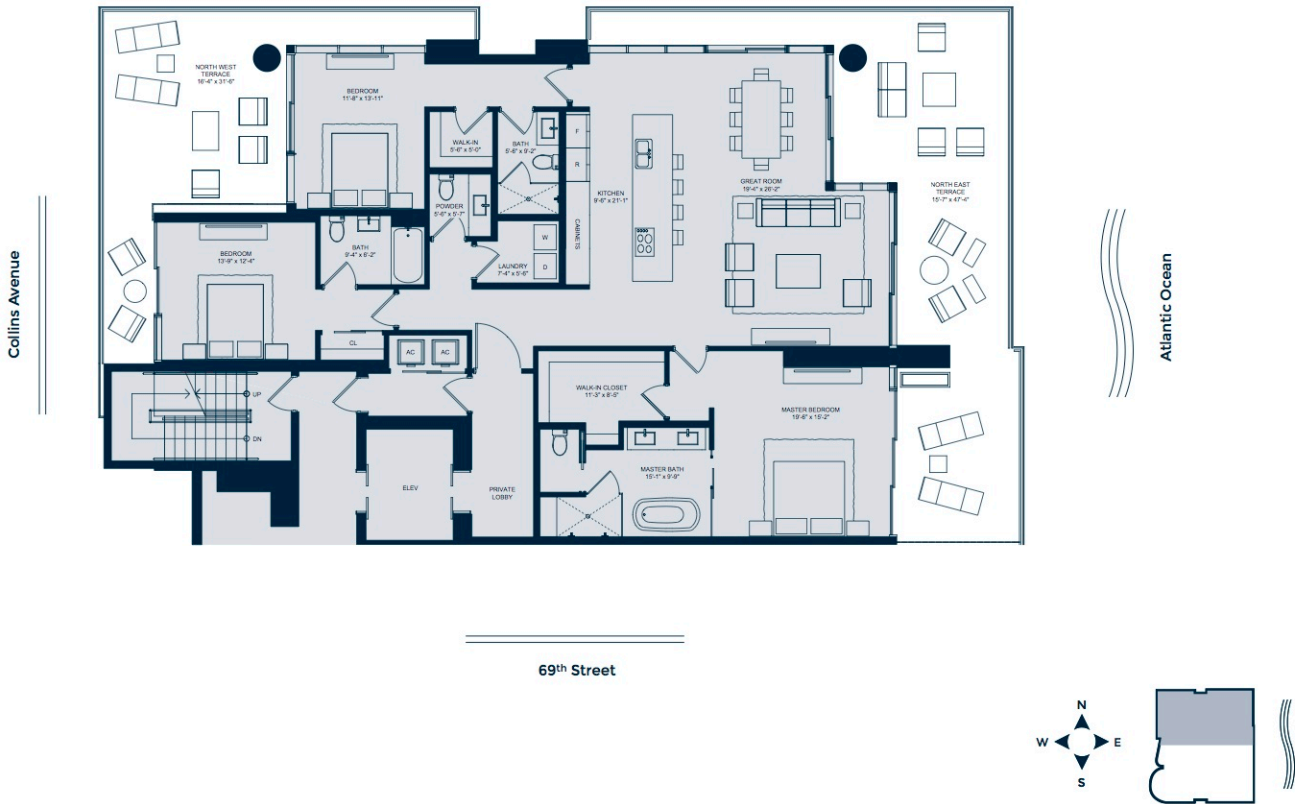 NORTH WEST
TERRACE
16'-4" x 31'-6"
BEDROOM
11'-8" x 13'-11"
WALK-IN
5'-6" x 5'-0"
BATH
5'-6" x 9'-2"
F
R
KITCHEN
9'-6" x 21'-1"
CABINETS
GREAT ROOM
19'-4" x 26'-2"
NORTH EAST
TERRACE
15'-7" x 47'-4"
POWDER
5'-6" x 5'-7"
BEDROOM
13'-9" x 12'-4"
BATH
9'-4" x 6'-2"
LAUNDRY
7'-4" x 5'-6"
W
D
CL
AC
AC
UP
DN
ELEV
PRIVATE
LOBBY
WALK-IN CLOSET
11'-3" x 8'-5"
MASTER BATH
15'-1" x 9'-9"
MASTER BEDROOM
19'-8" x 15'-2"
Collins Avenue
Atlantic Ocean
69th Street
N
W
E
S